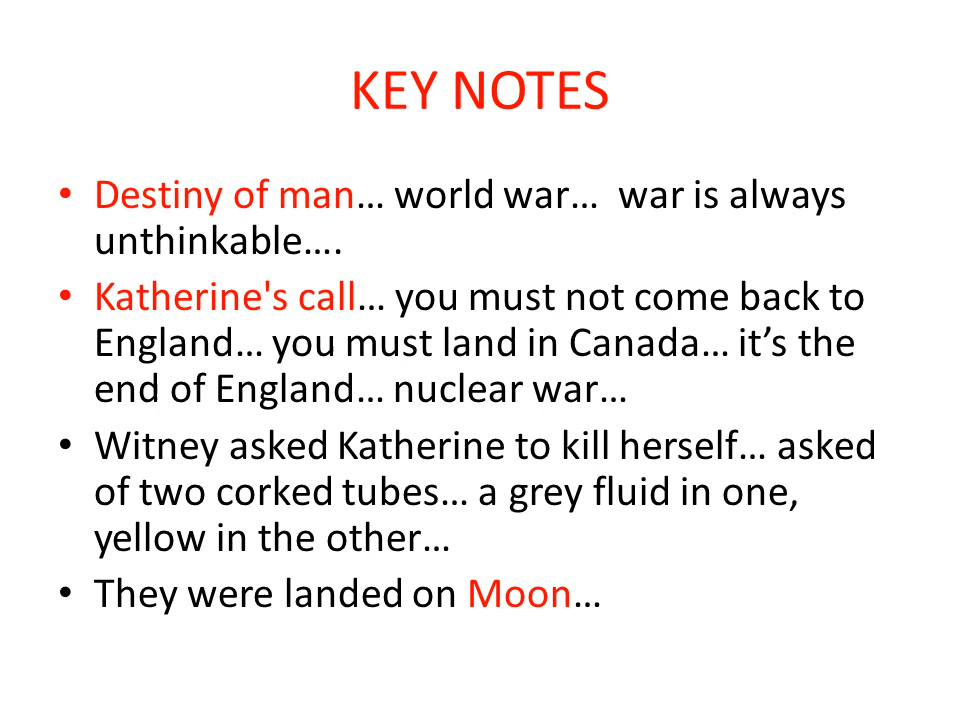 KEY NOTES
• Destiny of man… world war…  war is always
unthinkable….
• Katherine's call… you must not come back to
England… you must land in Canada… it’s the
end of England… nuclear war…
• Witney asked Katherine to kill herself… asked
of two corked tubes… a grey fluid in one,
yellow in the other…
• They were landed on Moon…